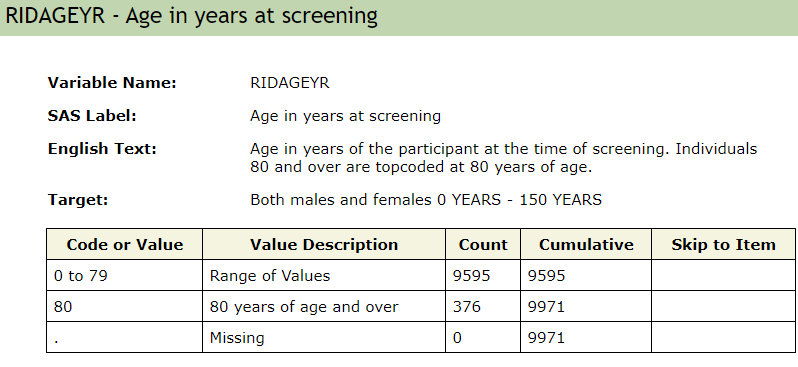 RIDAGEYR - Age in years at screening
Variable Name: RIDAGEYR
SAS Label: Age in years at screening
English Text: Age in years of the participant at the time of screening. Individuals
80 and over are topcoded at 80 years of age.
Target: Both males and females 0 YEARS - 150 YEARS
Code or Value Value Description Count Cumulative Skip to Item
0 to 79 Range of Values 9595 9595
80 80 years of age and over 376 9971
. Missing 0 9971